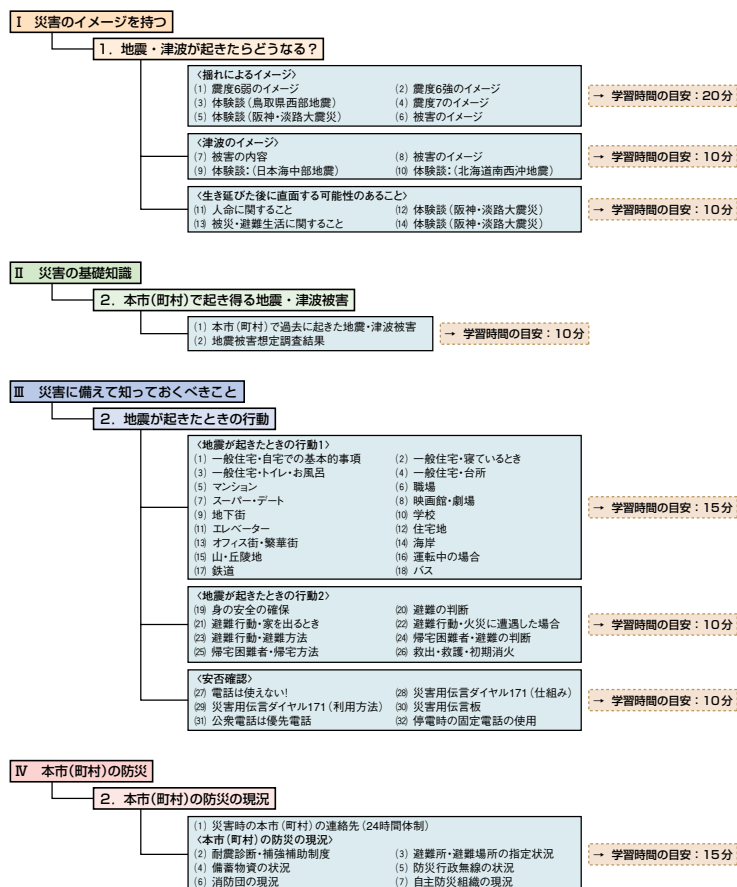 Ⅰ 災害のイメージを持つ
1. 地震・津波が起きたらどうなる？
〈揺れによるイメージ〉
⑴ 震度6弱のイメージ ⑵ 震度6強のイメージ
⑶ 体験談（鳥取県西部地震） ⑷ 震度7のイメージ
⑸ 体験談（阪神・淡路大震災） ⑹ 被害のイメージ
→ 学習時間の目安：20分
〈津波のイメージ〉
⑺ 被害の内容 ⑻ 被害のイメージ
⑼ 体験談：（日本海中部地震） ⑽ 体験談：（北海道南西沖地震）
→ 学習時間の目安：10分
〈生き延びた後に直面する可能性のあること〉
⑾ 人命に関すること ⑿ 体験談（阪神・淡路大震災）
⒀ 被災・避難生活に関すること ⒁ 体験談（阪神・淡路大震災）
→ 学習時間の目安：10分
Ⅱ 災害の基礎知識
2. 本市（町村）で起き得る地震・津波被害
⑴ 本市（町村）で過去に起きた地震・津波被害
⑵ 地震被害想定調査結果
→ 学習時間の目安：10分
Ⅲ 災害に備えて知っておくべきこと
2. 地震が起きたときの行動
〈地震が起きたときの行動1〉
⑴ 一般住宅・自宅での基本的事項 ⑵ 一般住宅・寝ているとき
⑶ 一般住宅・トイレ・お風呂 ⑷ 一般住宅・台所
⑸ マンション ⑹ 職場
⑺ スーパー・デート ⑻ 映画館・劇場
⑼ 地下街 ⑽ 学校
⑾ エレベーター ⑿ 住宅地
⒀ オフィス街・繁華街 ⒁ 海岸
⒂ 山・丘陵地 ⒃ 運転中の場合
⒄ 鉄道 ⒅ バス
→ 学習時間の目安：15分
〈地震が起きたときの行動2〉
⒆ 身の安全の確保 ⒇ 避難の判断
(21) 避難行動・家を出るとき (22) 避難行動・火災に遭遇した場合
(23) 避難行動・避難方法 (24) 帰宅困難者・避難の判断
(25) 帰宅困難者・帰宅方法 (26) 救出・救護・初期消火
→ 学習時間の目安：10分
〈安否確認〉
(27) 電話は使えない! (28) 災害用伝言ダイヤル171（仕組み）
(29) 災害用伝言ダイヤル171（利用方法） (30) 災害用伝言板
(31) 公衆電話は優先電話 (32) 停電時の固定電話の使用
→ 学習時間の目安：10分
Ⅳ 本市（町村）の防災
2. 本市（町村）の防災の現況
⑴ 災害時の本市（町村）の連絡先（24時間体制）
〈本市（町村）の防災の現況〉
⑵ 耐震診断・補強補助制度 ⑶ 避難所・避難場所の指定状況
⑷ 備蓄物資の状況 ⑸ 防災行政無線の状況
⑹ 消防団の現況 ⑺ 自主防災組織の現況
→ 学習時間の目安：15分